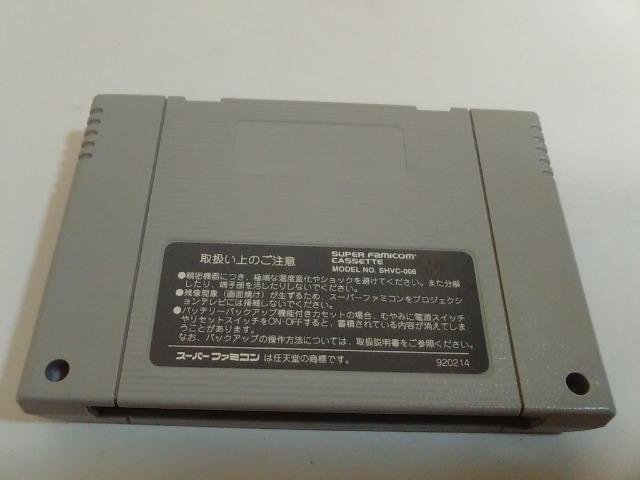 取扱い上のご注意
SUPER FAMICOM
CASSETTE
MODEL NO. SHVC-006
●精密機器につき、極端な温度変化やショックを避けてください。また分解
したり、端子部を汚したりしないでください。
●残像現象（画面焼け）が生ずるため、スーパーファミコンをプロジェクシ
ョンテレビには接続しないでください。
●バッテリーバックアップ機能付きカセットの場合、むやみに電源スイッチ
やリセットスイッチをON・OFFすると、蓄積されている内容が消えてしま
うことがあります。
なお、バックアップの操作方法については、取扱説明書をご参照ください。
スーパーファミコン は任天堂の商標です。
920214